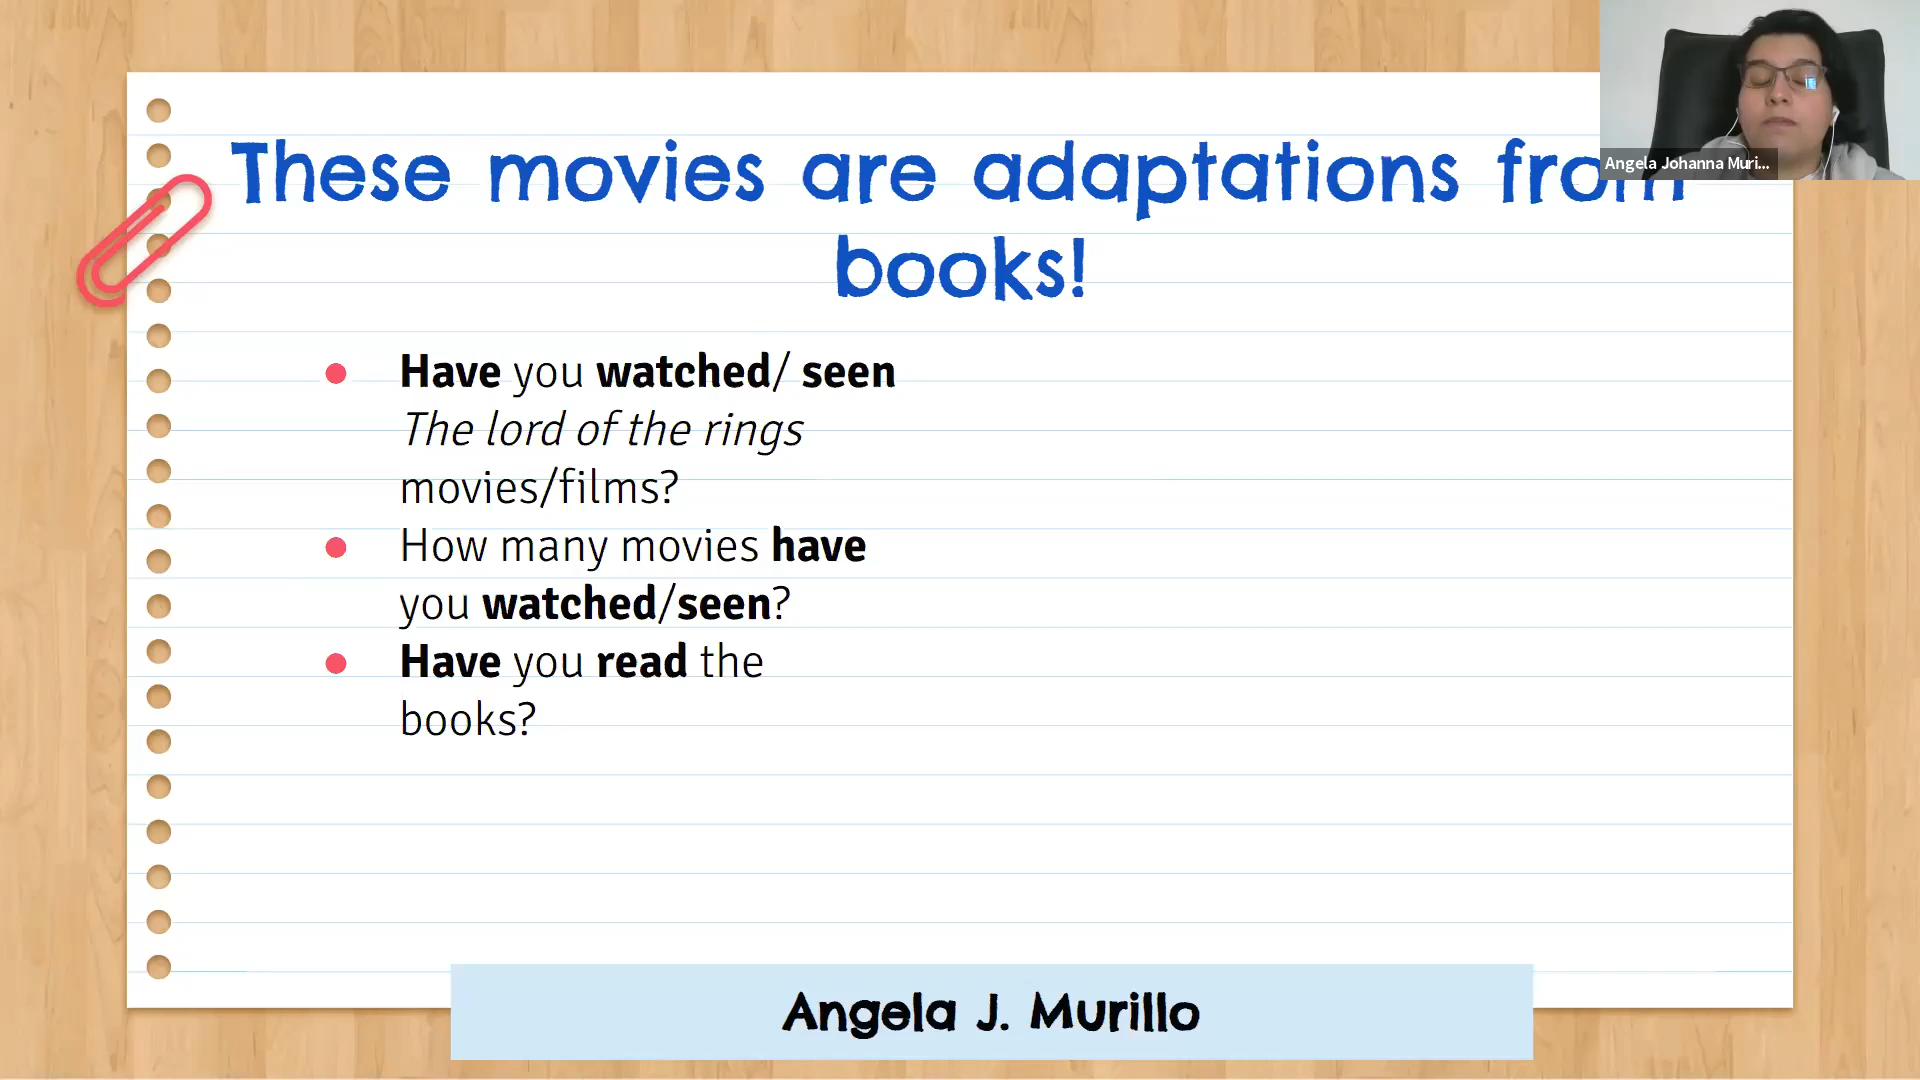 These movies are adaptations from
books!
Angela Johanna Muri...
Have you watched/ seen
The lord of the rings
movies/films?
How many movies have
you watched/seen?
Have you read the
books?
Angela J. Murillo